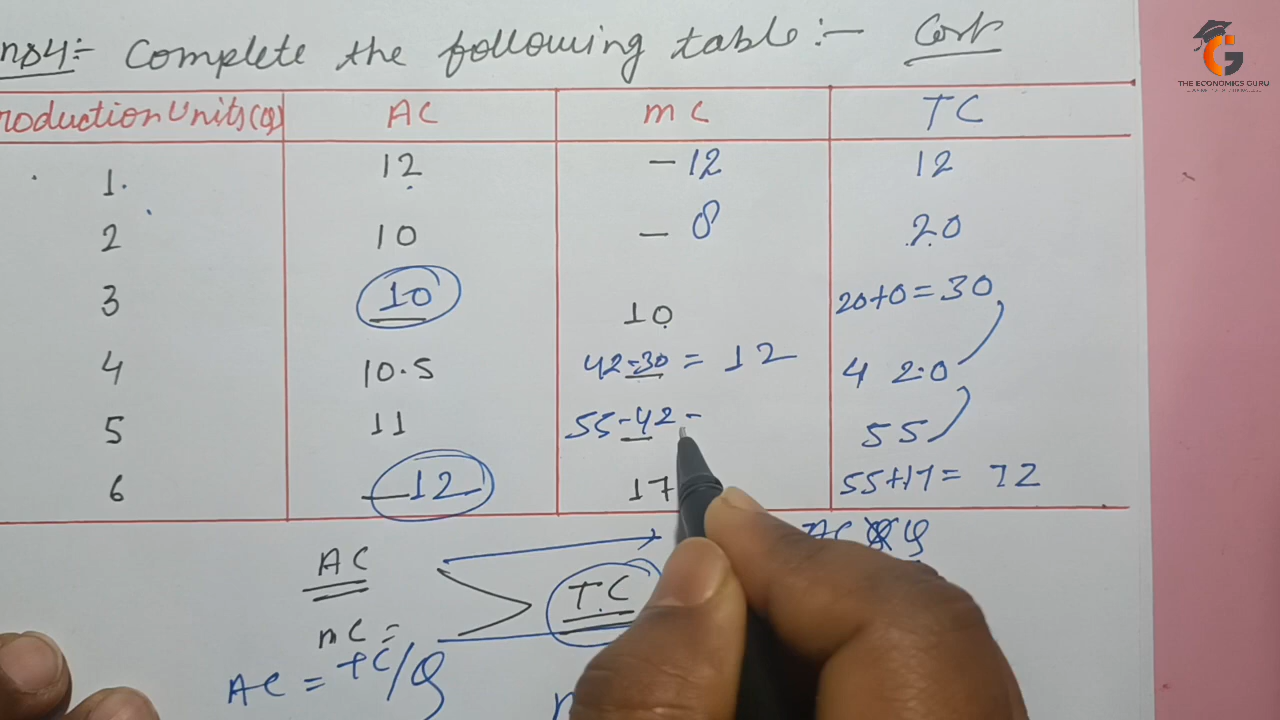 ns4:- Complete the following table:- Cost
THE ECONOMICS GURU
roduction Units(Q) AC MC TC
1. 12 - 12 12
2 10 - 8 20
3 10 10 20+0=30
4 10.5 42-30 = 12 42.0
5 11 55-42- 55
6 12 17 55+17= 72
AC
T.C
MC=
AC = TC/Q